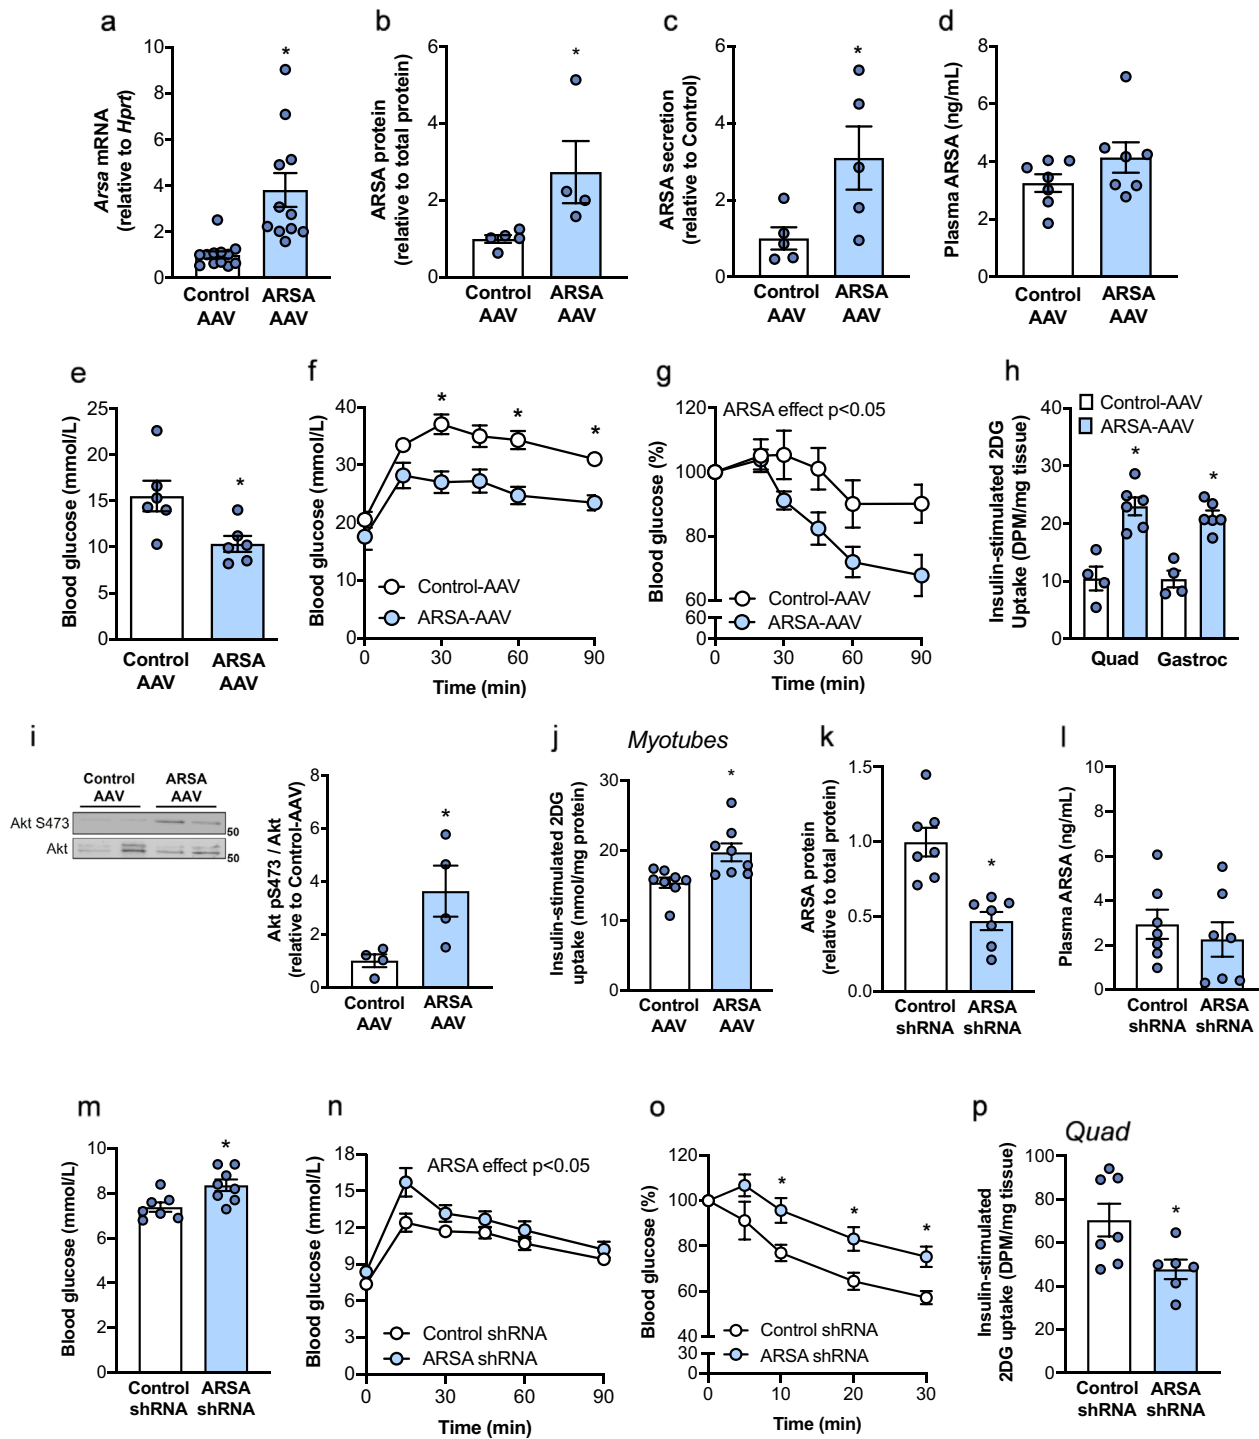 a
Arsa mRNA
(relative to Hprt)
10
8
6
4
2
0
*
Control
AAV
ARSA
AAV
b
ARSA protein
(relative to total protein)
6
4
2
0
*
Control
AAV
ARSA
AAV
c
ARSA secretion
(relative to Control)
6
4
2
0
*
Control
AAV
ARSA
AAV
d
Plasma ARSA (ng/mL)
8
6
4
2
0
Control
AAV
ARSA
AAV
e
Blood glucose (mmol/L)
25
20
15
10
5
0
*
Control
AAV
ARSA
AAV
f
Blood glucose (mmol/L)
40
30
20
10
0
* * *
Control-AAV
ARSA-AAV
0 30 60 90
Time (min)
g
Blood glucose (%)
120
100
80
60
60
0
ARSA effect p<0.05
Control-AAV
ARSA-AAV
0 30 60 90
Time (min)
h
Insulin-stimulated 2DG
Uptake (DPM/mg tissue)
40
30
20
10
0
Control-AAV
ARSA-AAV
* *
Quad Gastroc
i
Control
AAV
ARSA
AAV
Akt S473
50
Akt
50
Akt pS473 / Akt
(relative to Control-AAV)
8
6
4
2
0
*
Control
AAV
ARSA
AAV
j
Myotubes
Insulin-stimulated 2DG
uptake (nmol/mg protein)
30
20
10
0
*
Control
AAV
ARSA
AAV
k
ARSA protein
(relative to total protein)
1.5
1.0
0.5
0.0
*
Control
shRNA
ARSA
shRNA
l
Plasma ARSA (ng/mL)
10
8
6
4
2
0
Control
shRNA
ARSA
shRNA
m
Blood glucose (mmol/L)
10
8
6
4
2
0
*
Control
shRNA
ARSA
shRNA
n
Blood glucose (mmol/L)
18
15
12
9
6
3
0
ARSA effect p<0.05
Control shRNA
ARSA shRNA
0 30 60 90
Time (min)
o
Blood glucose (%)
120
100
80
60
40
30
0
* * *
Control shRNA
ARSA shRNA
0 10 20 30
Time (min)
p
Quad
Insulin-stimulated
2DG uptake (DPM/mg tissue)
100
80
60
40
20
0
*
Control
shRNA
ARSA
shRNA